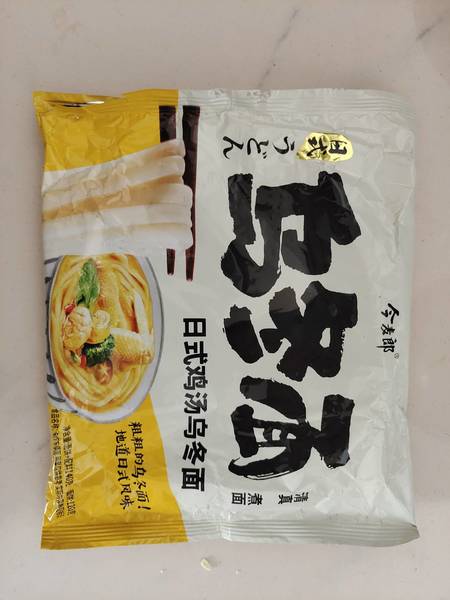 今麦郎®
日式 うどん
乌冬面
清真 煮面
日式鸡汤乌冬面
粗粗的乌冬面!
地道日式风味